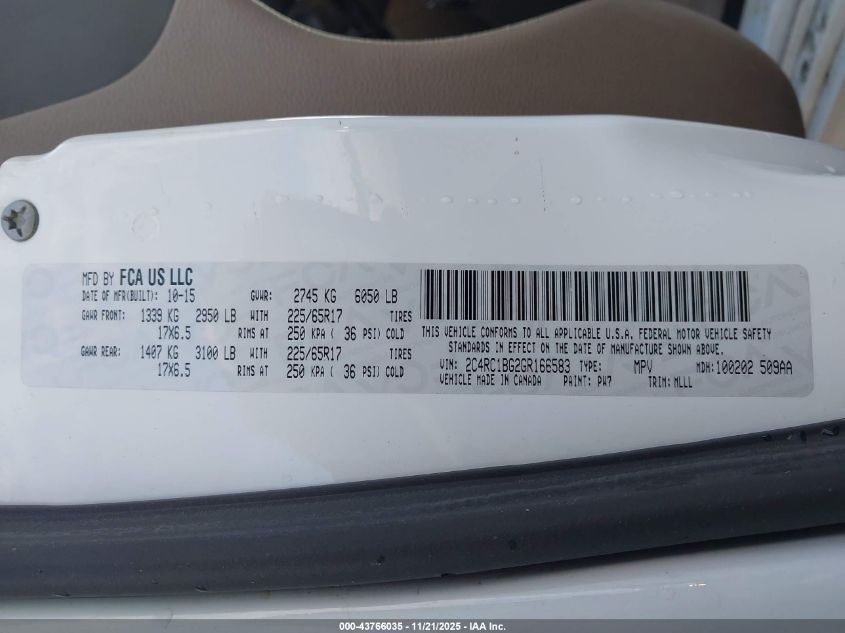 MFD BY FCA US LLC
DATE OF MFR(BUILT): 10-15 GVWR: 2745 KG 6050 LB
GAWR FRONT: 1339 KG 2950 LB WITH 225/65R17 TIRES
17X6.5 RIMS AT 250 KPA ( 36 PSI) COLD
GAWR REAR: 1407 KG 3100 LB WITH 225/65R17 TIRES
17X6.5 RIMS AT 250 KPA ( 36 PSI) COLD
THIS VEHICLE CONFORMS TO ALL APPLICABLE U.S.A. FEDERAL MOTOR VEHICLE SAFETY
STANDARDS IN EFFECT ON THE DATE OF MANUFACTURE SHOWN ABOVE.
VIN: 2C4RC1BG2GR166583 TYPE: MPV MDH: 100202 509AA
VEHICLE MADE IN CANADA PAINT: PW7 TRIM: MLLL
000-43766035 - 11/21/2025 - IAA Inc.